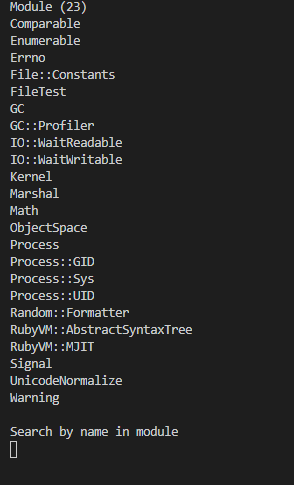 Module (23)
Comparable
Enumerable
Errno
File::Constants
FileTest
GC
GC::Profiler
IO::WaitReadable
IO::WaitWritable
Kernel
Marshal
Math
ObjectSpace
Process
Process::GID
Process::Sys
Process::UID
Random::Formatter
RubyVM::AbstractSyntaxTree
RubyVM::MJIT
Signal
UnicodeNormalize
Warning
Search by name in module